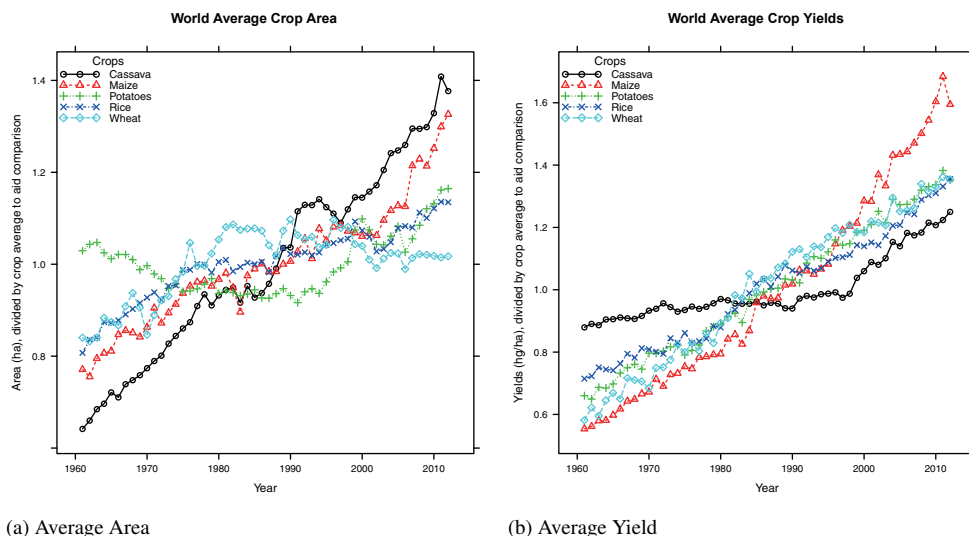 World Average Crop Area
Area (ha), divided by crop average to aid comparison
1.4
1.2
1.0
0.8
Crops
Cassava
Maize
Potatoes
Rice
Wheat
1960 1970 1980 1990 2000 2010
Year
(a) Average Area
World Average Crop Yields
Yields (hg/ha), divided by crop average to aid comparison
1.6
1.4
1.2
1.0
0.8
0.6
Crops
Cassava
Maize
Potatoes
Rice
Wheat
1960 1970 1980 1990 2000 2010
Year
(b) Average Yield